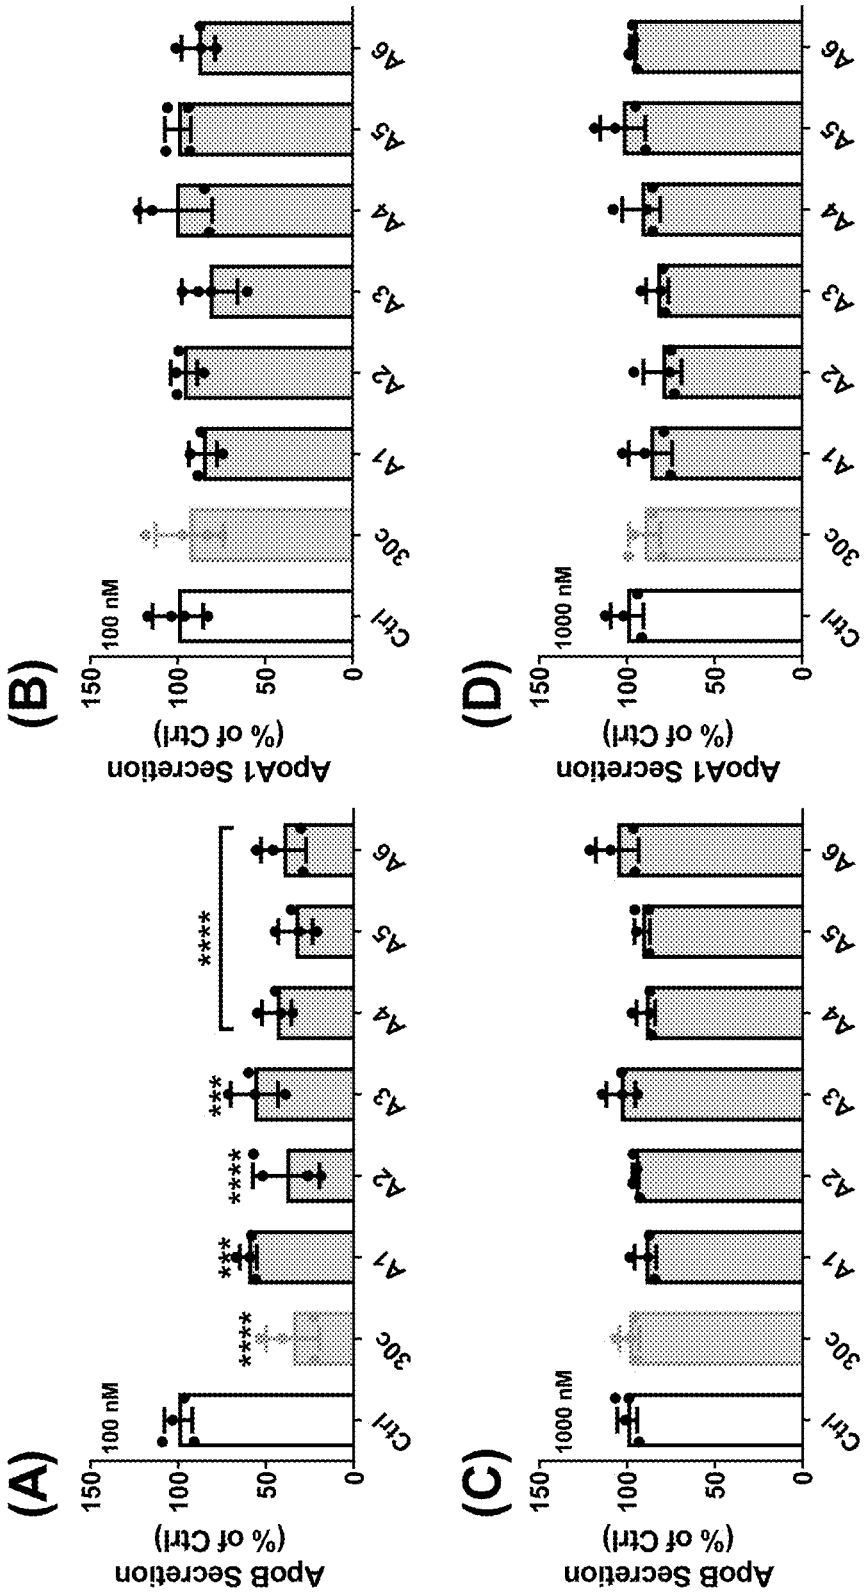 (A)
ApoB Secretion
(% of Ctrl)
150
100
50
0
100 nM
****
***
****
***
****
Ctrl
30c
A1
A2
A3
A4
A5
A6
(B)
ApoA1 Secretion
(% of Ctrl)
150
100
50
0
100 nM
Ctrl
30c
A1
A2
A3
A4
A5
A6
(C)
ApoB Secretion
(% of Ctrl)
150
100
50
0
1000 nM
Ctrl
30c
A1
A2
A3
A4
A5
A6
(D)
ApoA1 Secretion
(% of Ctrl)
150
100
50
0
1000 nM
Ctrl
30c
A1
A2
A3
A4
A5
A6